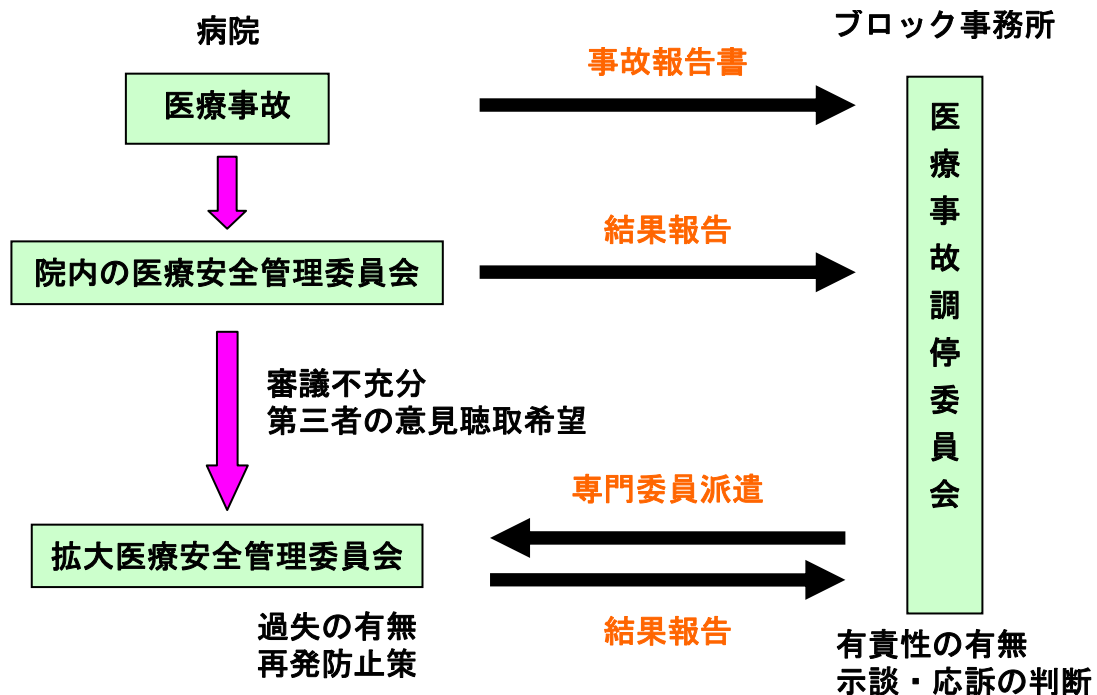 病院
ブロック事務所
事故報告書
医療事故
医療事故調停委員会
結果報告
院内の医療安全管理委員会
審議不充分
第三者の意見聴取希望
専門委員派遣
拡大医療安全管理委員会
結果報告
過失の有無
再発防止策
有責性の有無
示談・応訴の判断